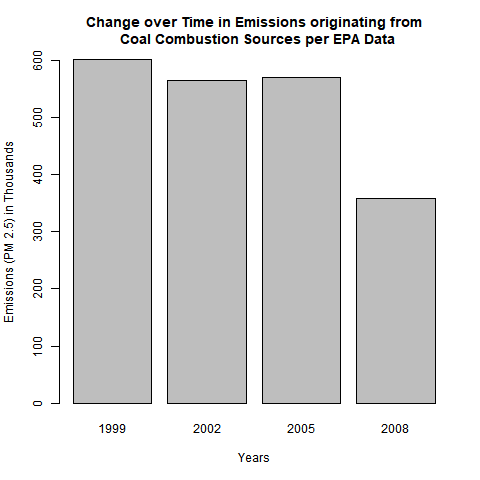 Change over Time in Emissions originating from
Coal Combustion Sources per EPA Data
Emissions (PM 2.5) in Thousands
600
500
400
300
200
100
0
1999 2002 2005 2008
Years